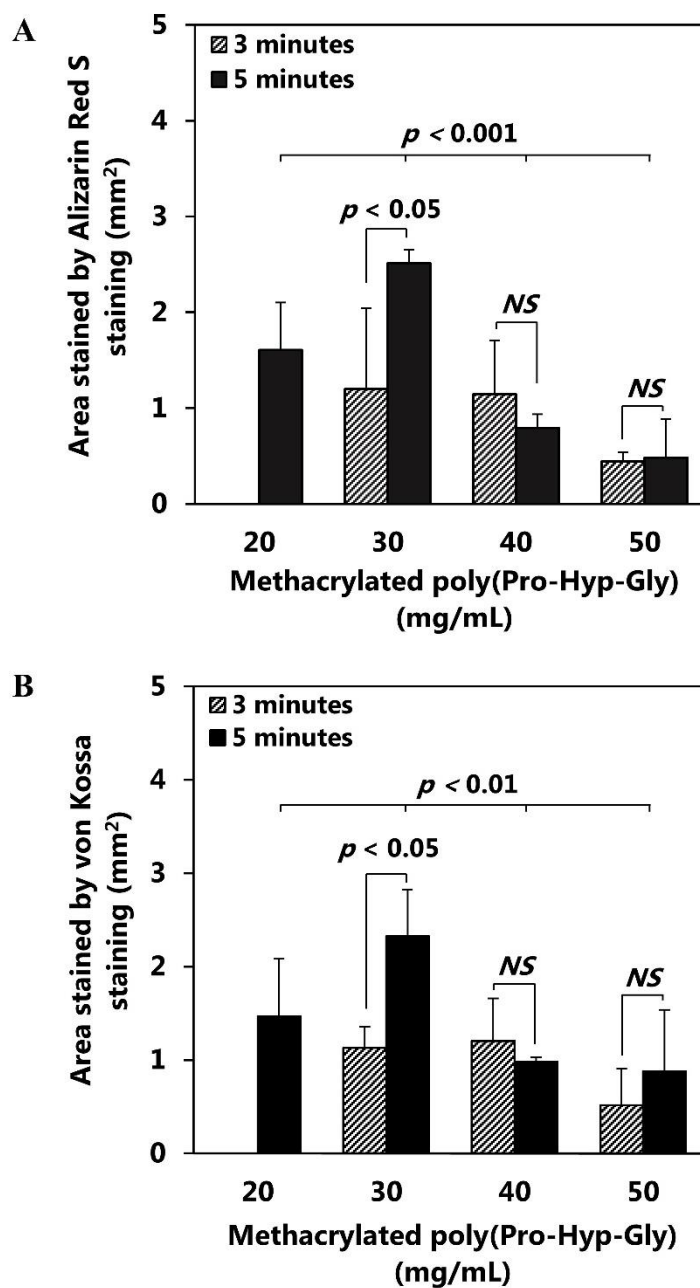 A
Area stained by Alizarin Red S
staining (mm²)
5
4
3
2
1
0
3 minutes
5 minutes
p < 0.001
p < 0.05
NS
NS
20 30 40 50
Methacrylated poly(Pro-Hyp-Gly)
(mg/mL)
B
Area stained by von Kossa
staining (mm²)
5
4
3
2
1
0
3 minutes
5 minutes
p < 0.01
p < 0.05
NS
NS
20 30 40 50
Methacrylated poly(Pro-Hyp-Gly)
(mg/mL)